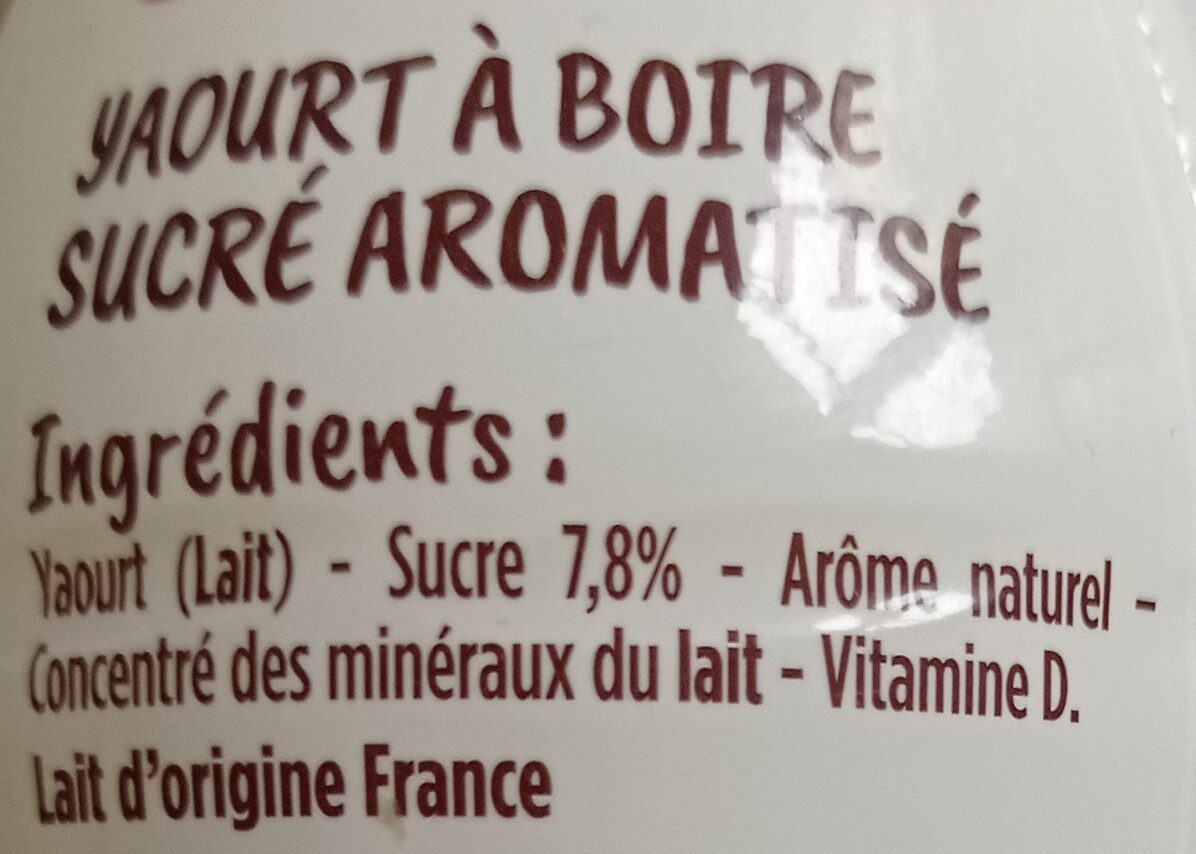 YAOURT À BOIRE
SUCRÉ AROMATISÉ
Ingrédients :
Yaourt (Lait) - Sucre 7,8% - Arôme naturel -
Concentré des minéraux du lait - Vitamine D.
Lait d'origine France